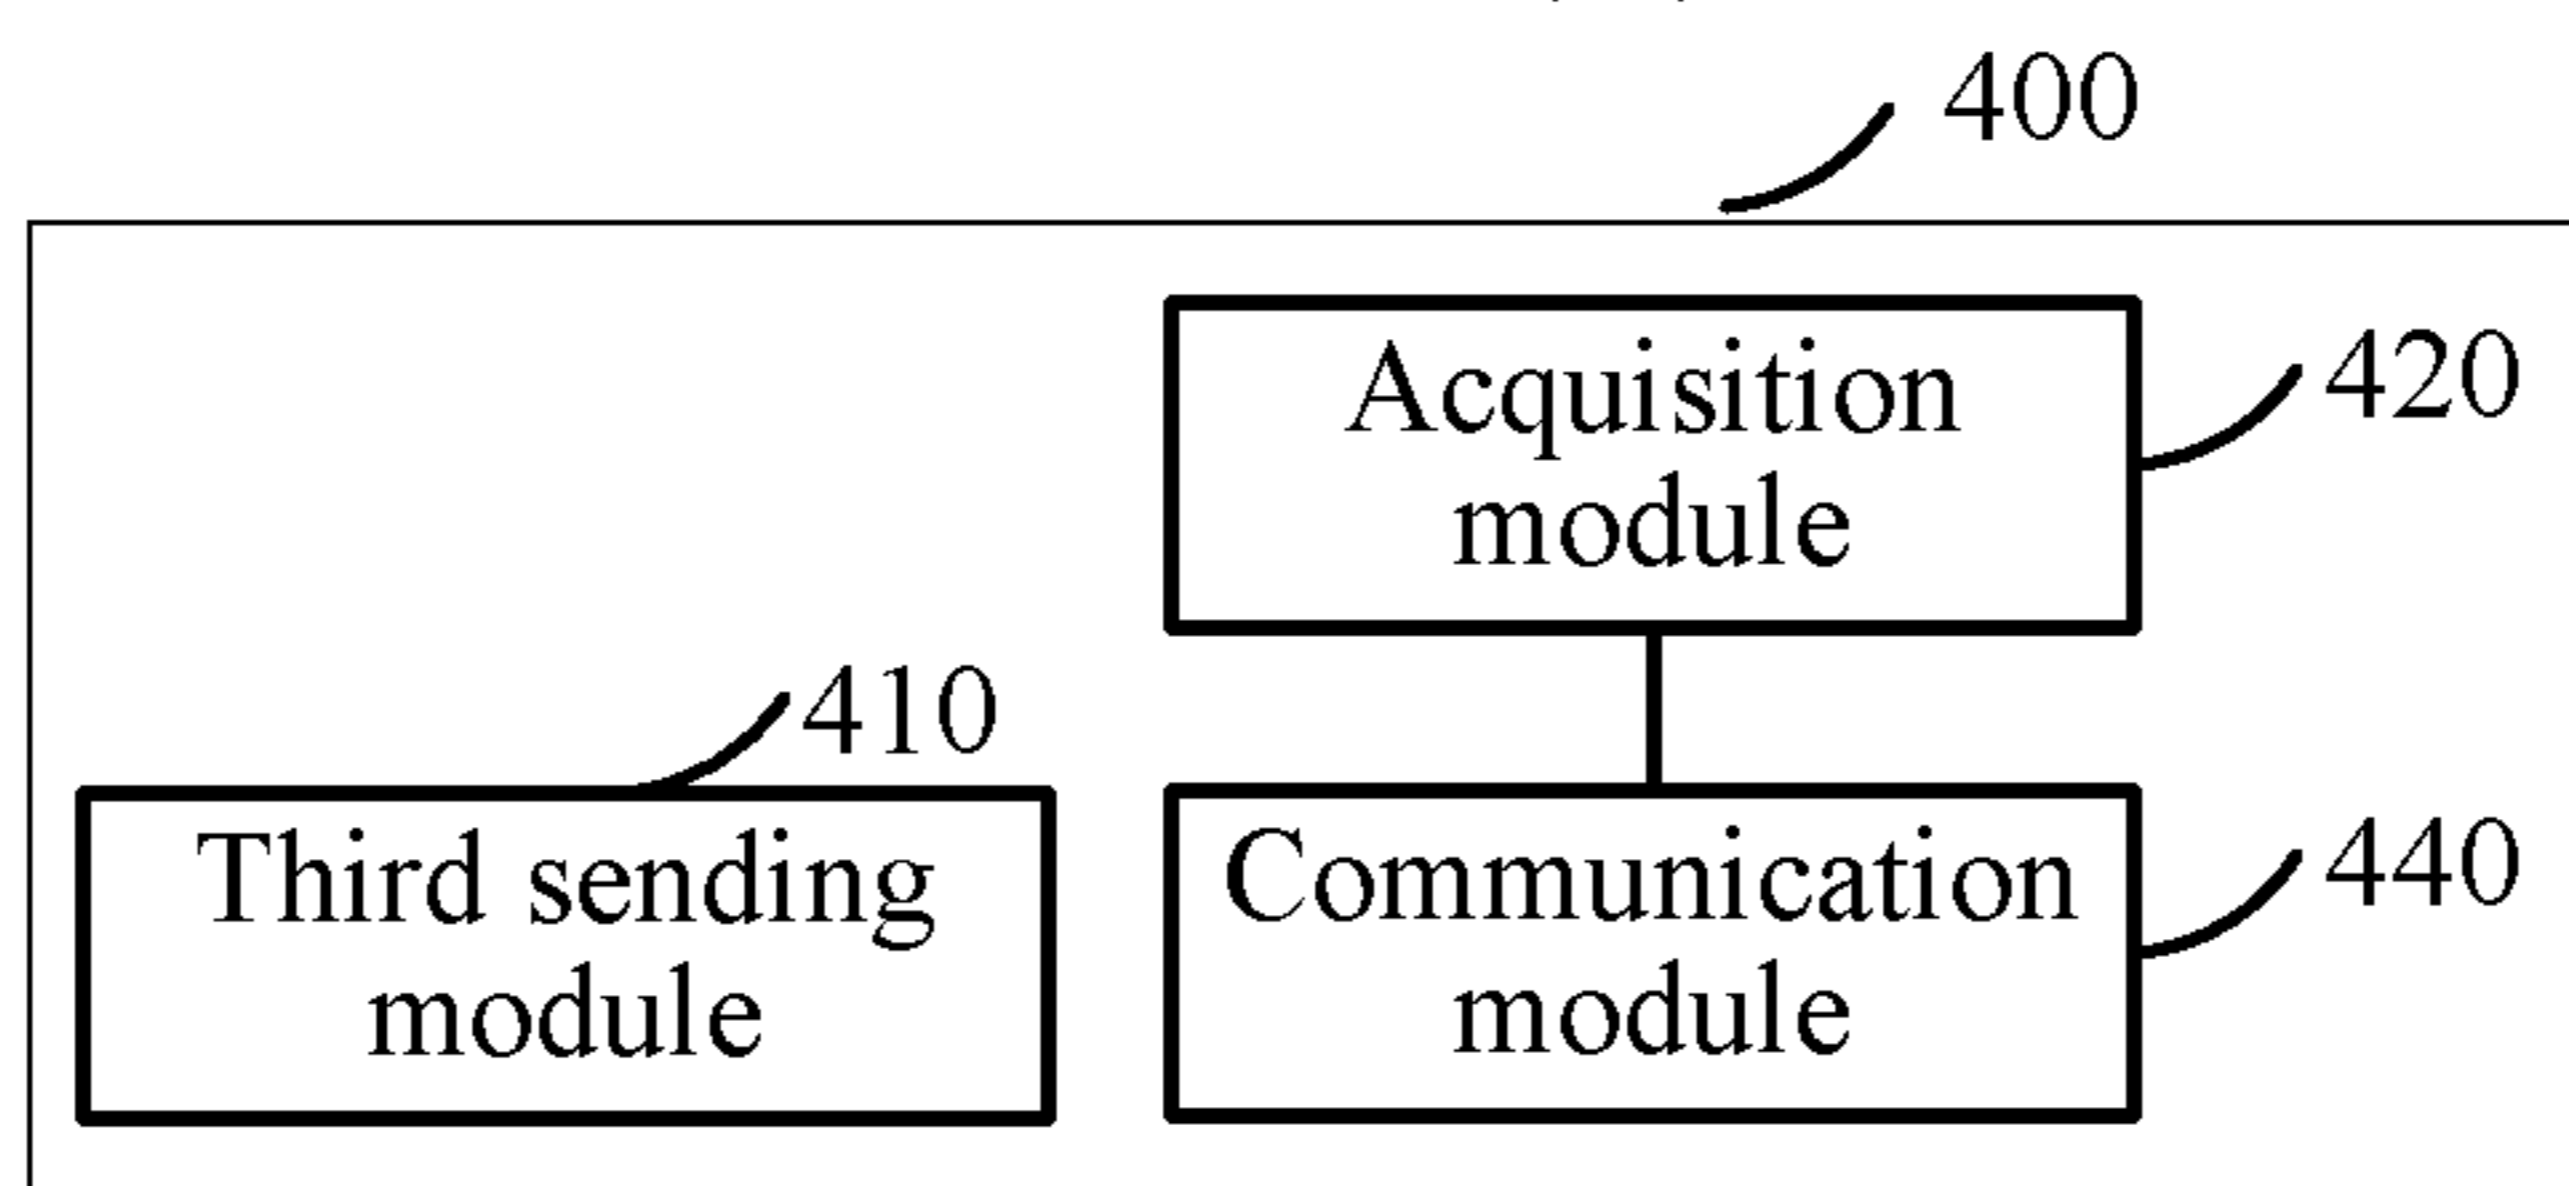 400
Acquisition
module
420
410
Third sending
module
Communication
module
440